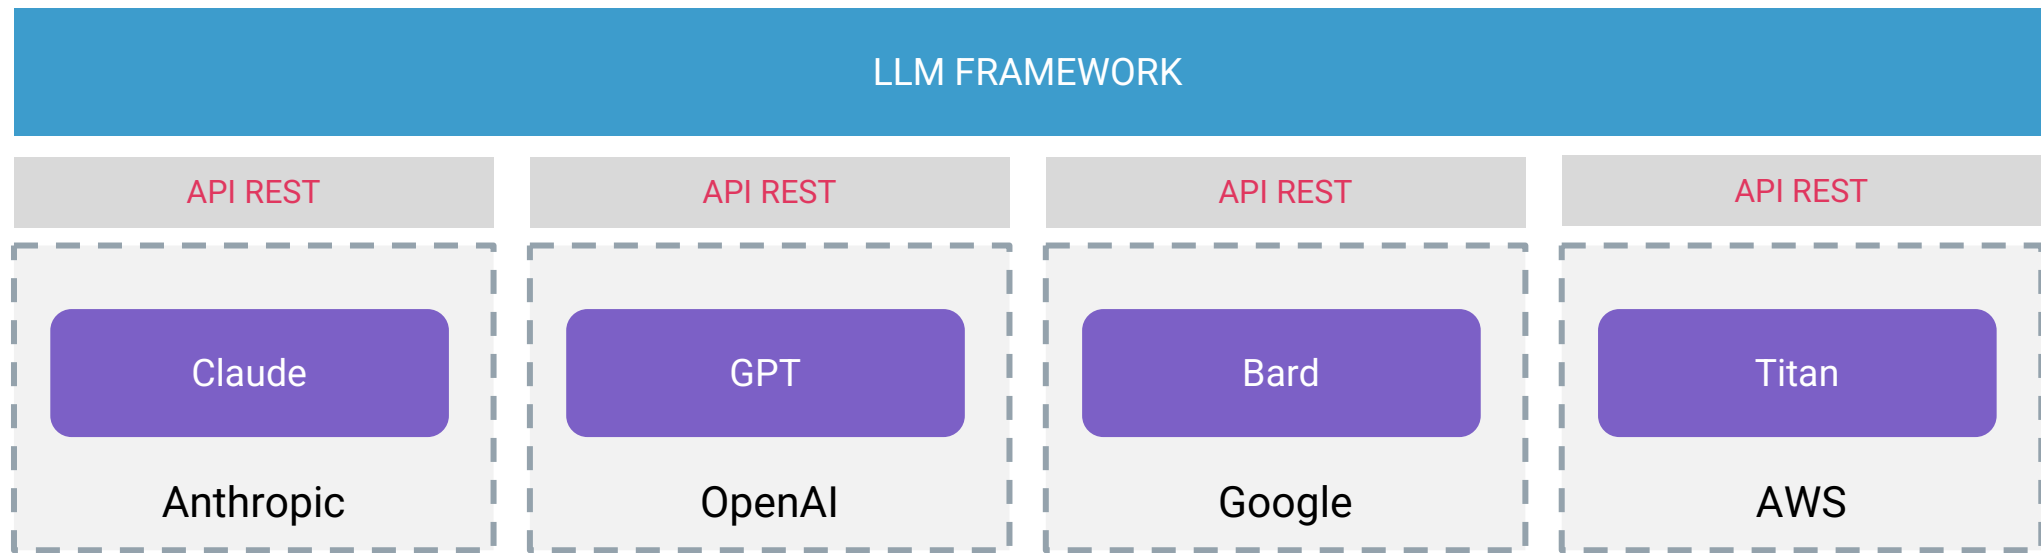 LLM FRAMEWORK
API REST
API REST
API REST
API REST
Claude
GPT
Bard
Titan
Anthropic
OpenAI
Google
AWS